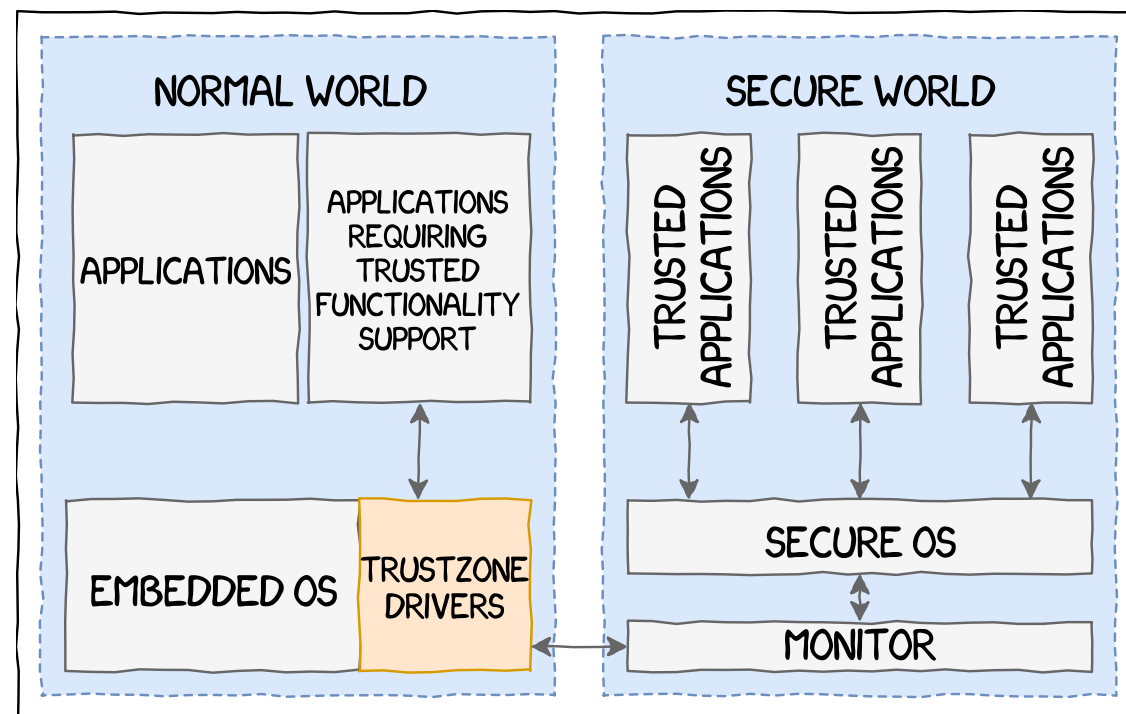 NORMAL WORLD
APPLICATIONS
APPLICATIONS
REQUIRING
TRUSTED
FUNCTIONALITY
SUPPORT
EMBEDDED OS
TRUSTZONE
DRIVERS
SECURE WORLD
TRUSTED
APPLICATIONS
TRUSTED
APPLICATIONS
TRUSTED
APPLICATIONS
SECURE OS
MONITOR